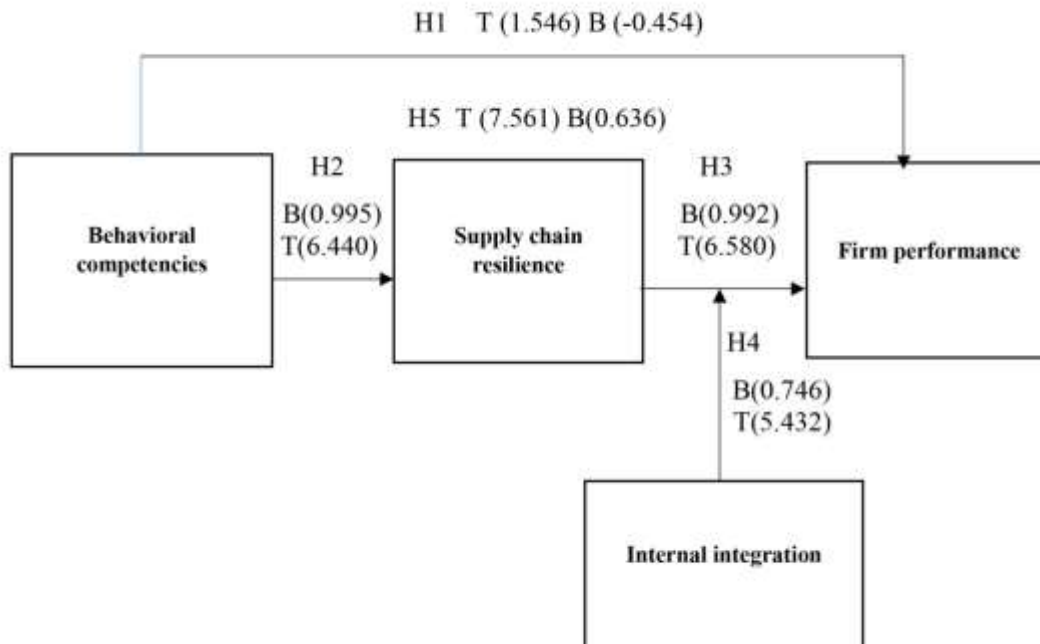 H1 T (1.546) B (-0.454)
H5 T (7.561) B(0.636)
H2
B(0.995)
T(6.440)
H3
B(0.992)
T(6.580)
Behavioral
competencies
Supply chain
resilience
Firm performance
H4
B(0.746)
T(5.432)
Internal integration